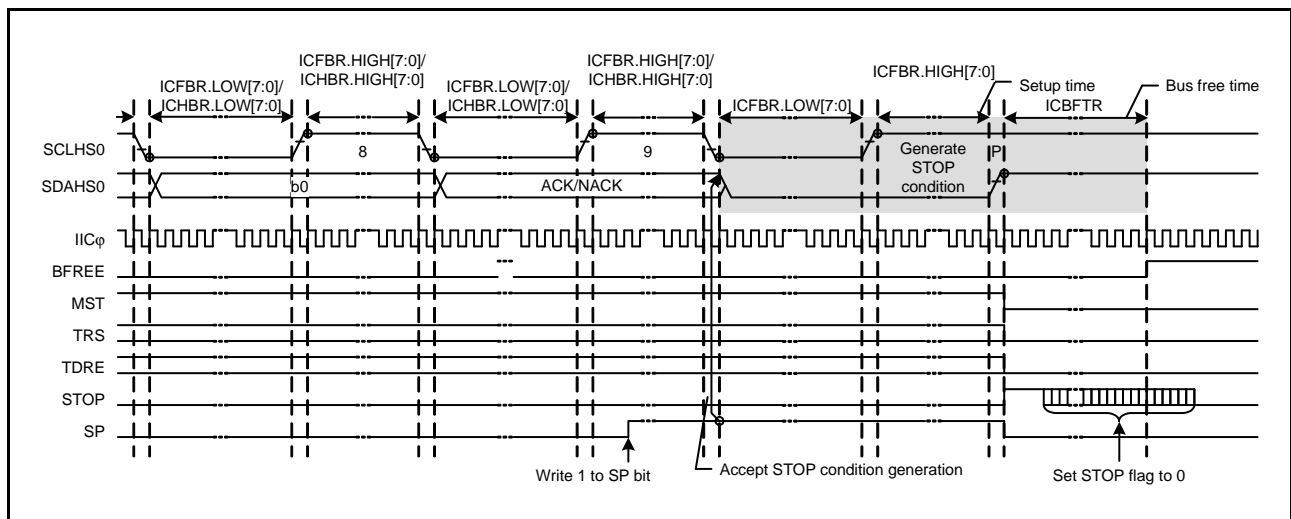 ICFBR.LOW[7:0]/
ICHBR.LOW[7:0]
ICFBR.HIGH[7:0]/
ICHBR.HIGH[7:0]
ICFBR.LOW[7:0]/
ICHBR.LOW[7:0]
ICFBR.HIGH[7:0]/
ICHBR.HIGH[7:0]
ICFBR.LOW[7:0]
ICFBR.HIGH[7:0]
Setup time
ICBFTR
Bus free time
SCLHS0
8
9
Generate
STOP
condition
P
SDAHS0
b0
ACK/NACK
IICφ
BFREE
MST
TRS
TDRE
STOP
SP
Write 1 to SP bit
Accept STOP condition generation
Set STOP flag to 0